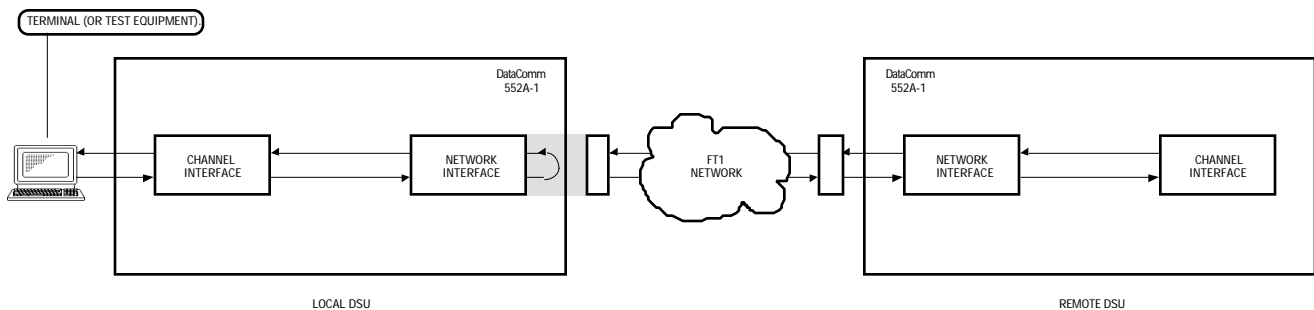 TERMINAL (OR TEST EQUIPMENT).
DataComm
552A-1
CHANNEL
INTERFACE
NETWORK
INTERFACE
FT1
NETWORK
DataComm
552A-1
NETWORK
INTERFACE
CHANNEL
INTERFACE
LOCAL DSU
REMOTE DSU